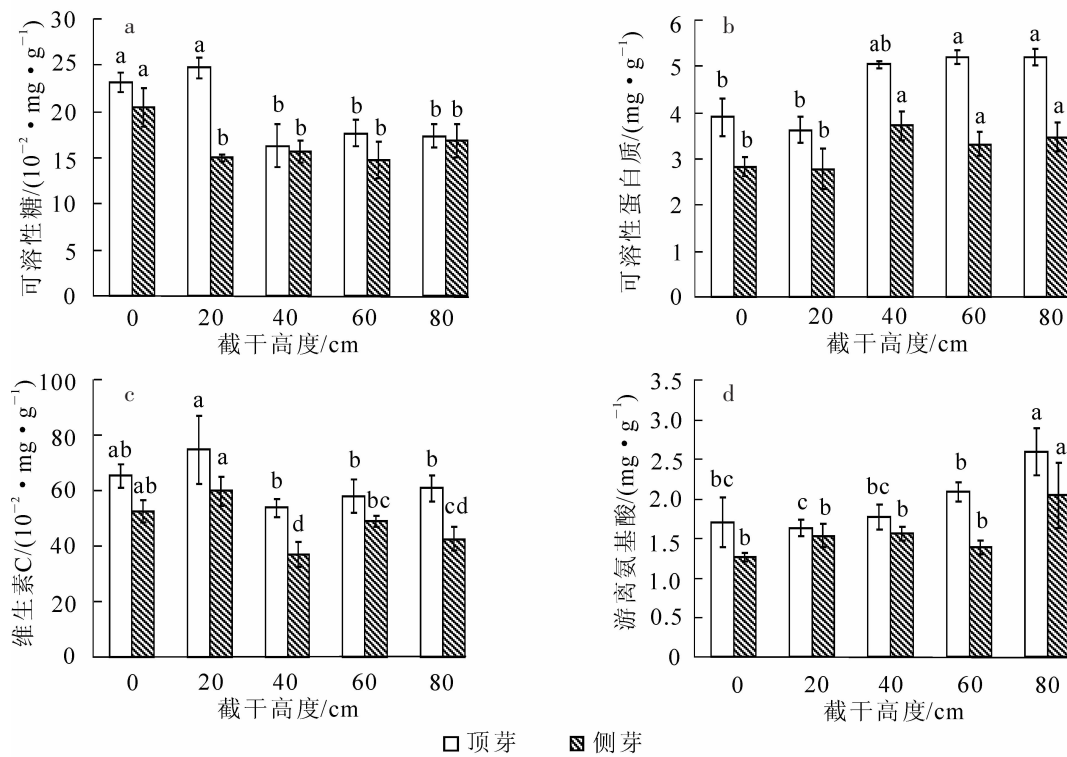 a
可溶性糖/(10⁻²·mg·g⁻¹)
30
25
20
15
10
5
0
a a a b b b b b b b
0 20 40 60 80
截干高度/cm
b
可溶性蛋白质/(mg·g⁻¹)
6
5
4
3
2
1
0
b b b b ab a a a a a
0 20 40 60 80
截干高度/cm
c
维生素C/(10⁻²·mg·g⁻¹)
100
80
60
40
20
0
ab ab a a b d b bc b cd
0 20 40 60 80
截干高度/cm
d
游离氨基酸/(mg·g⁻¹)
3.5
3.0
2.5
2.0
1.5
1.0
0.5
0
bc b c b bc b b b a a
0 20 40 60 80
截干高度/cm
顶芽 侧芽